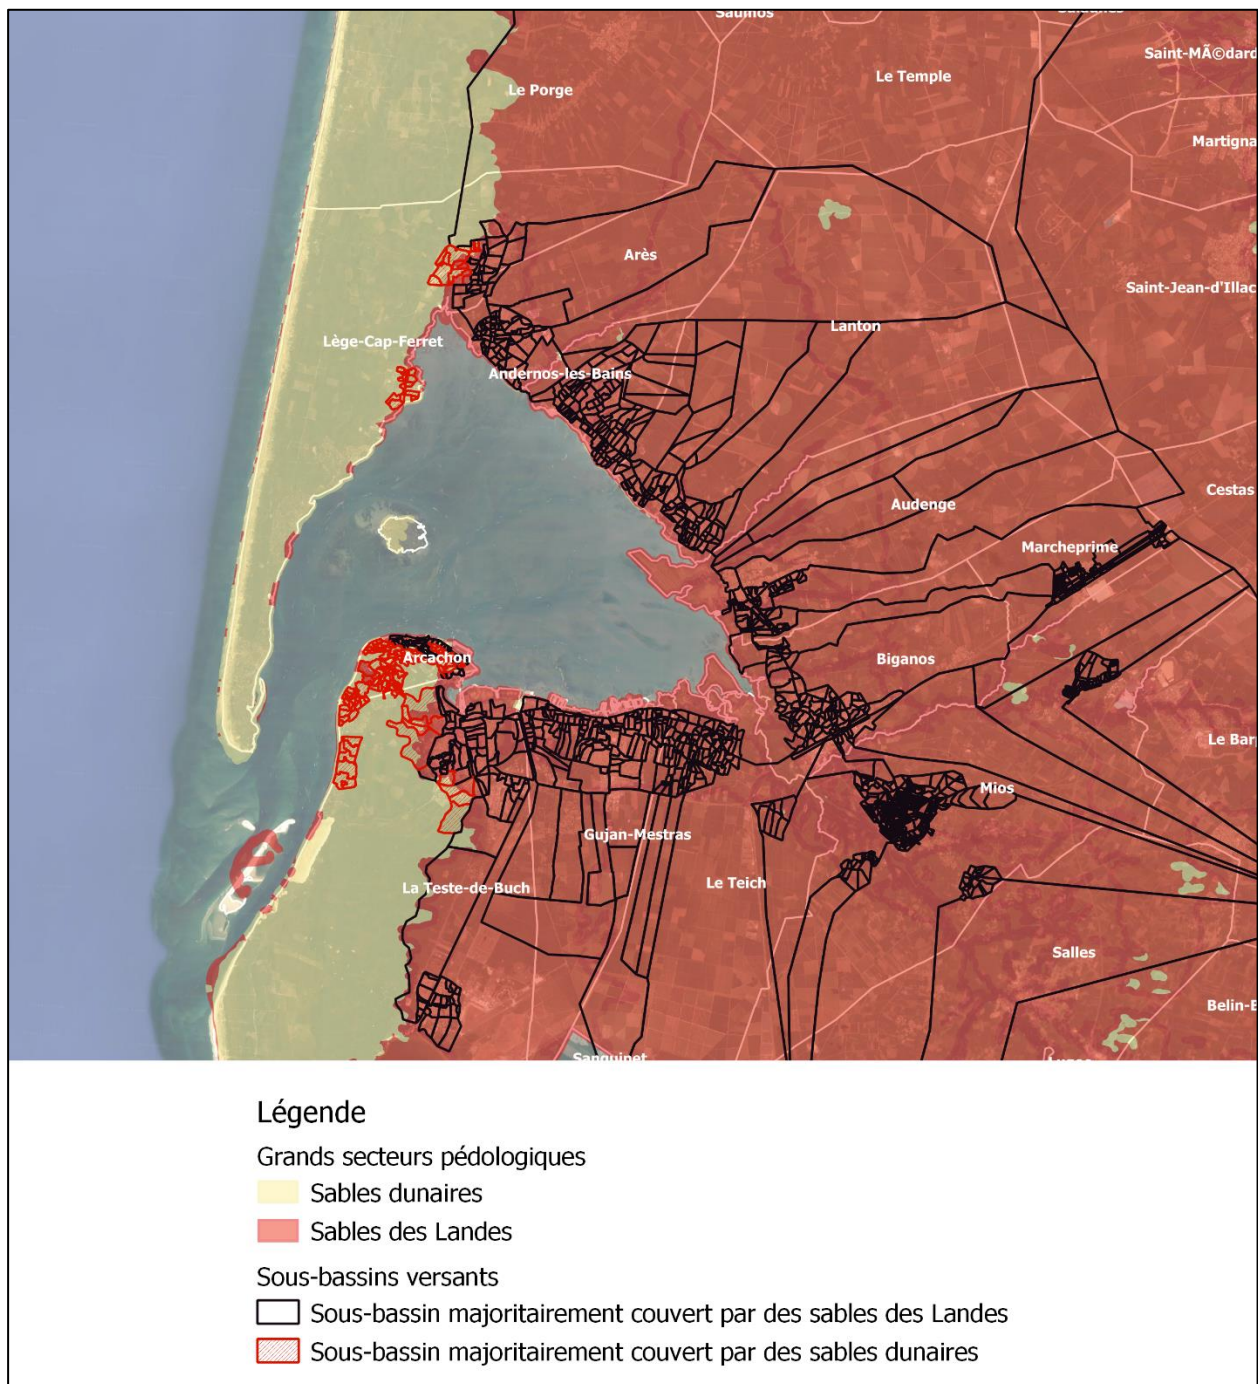 Saumos
Le Porge
Le Temple
Saint-MÃ©dard
Martigna
Arès
Saint-Jean-d'Illac
Lège-Cap-Ferret
Lanton
Andernos-les-Bains
Cestas
Audenge
Marcheprime
Arcachon
Biganos
Le Barp
Mios
Gujan-Mestras
Le Teich
La Teste-de-Buch
Salles
Belin-B
Sanguinet
Légende
Grands secteurs pédologiques
Sables dunaires
Sables des Landes
Sous-bassins versants
Sous-bassin majoritairement couvert par des sables des Landes
Sous-bassin majoritairement couvert par des sables dunaires